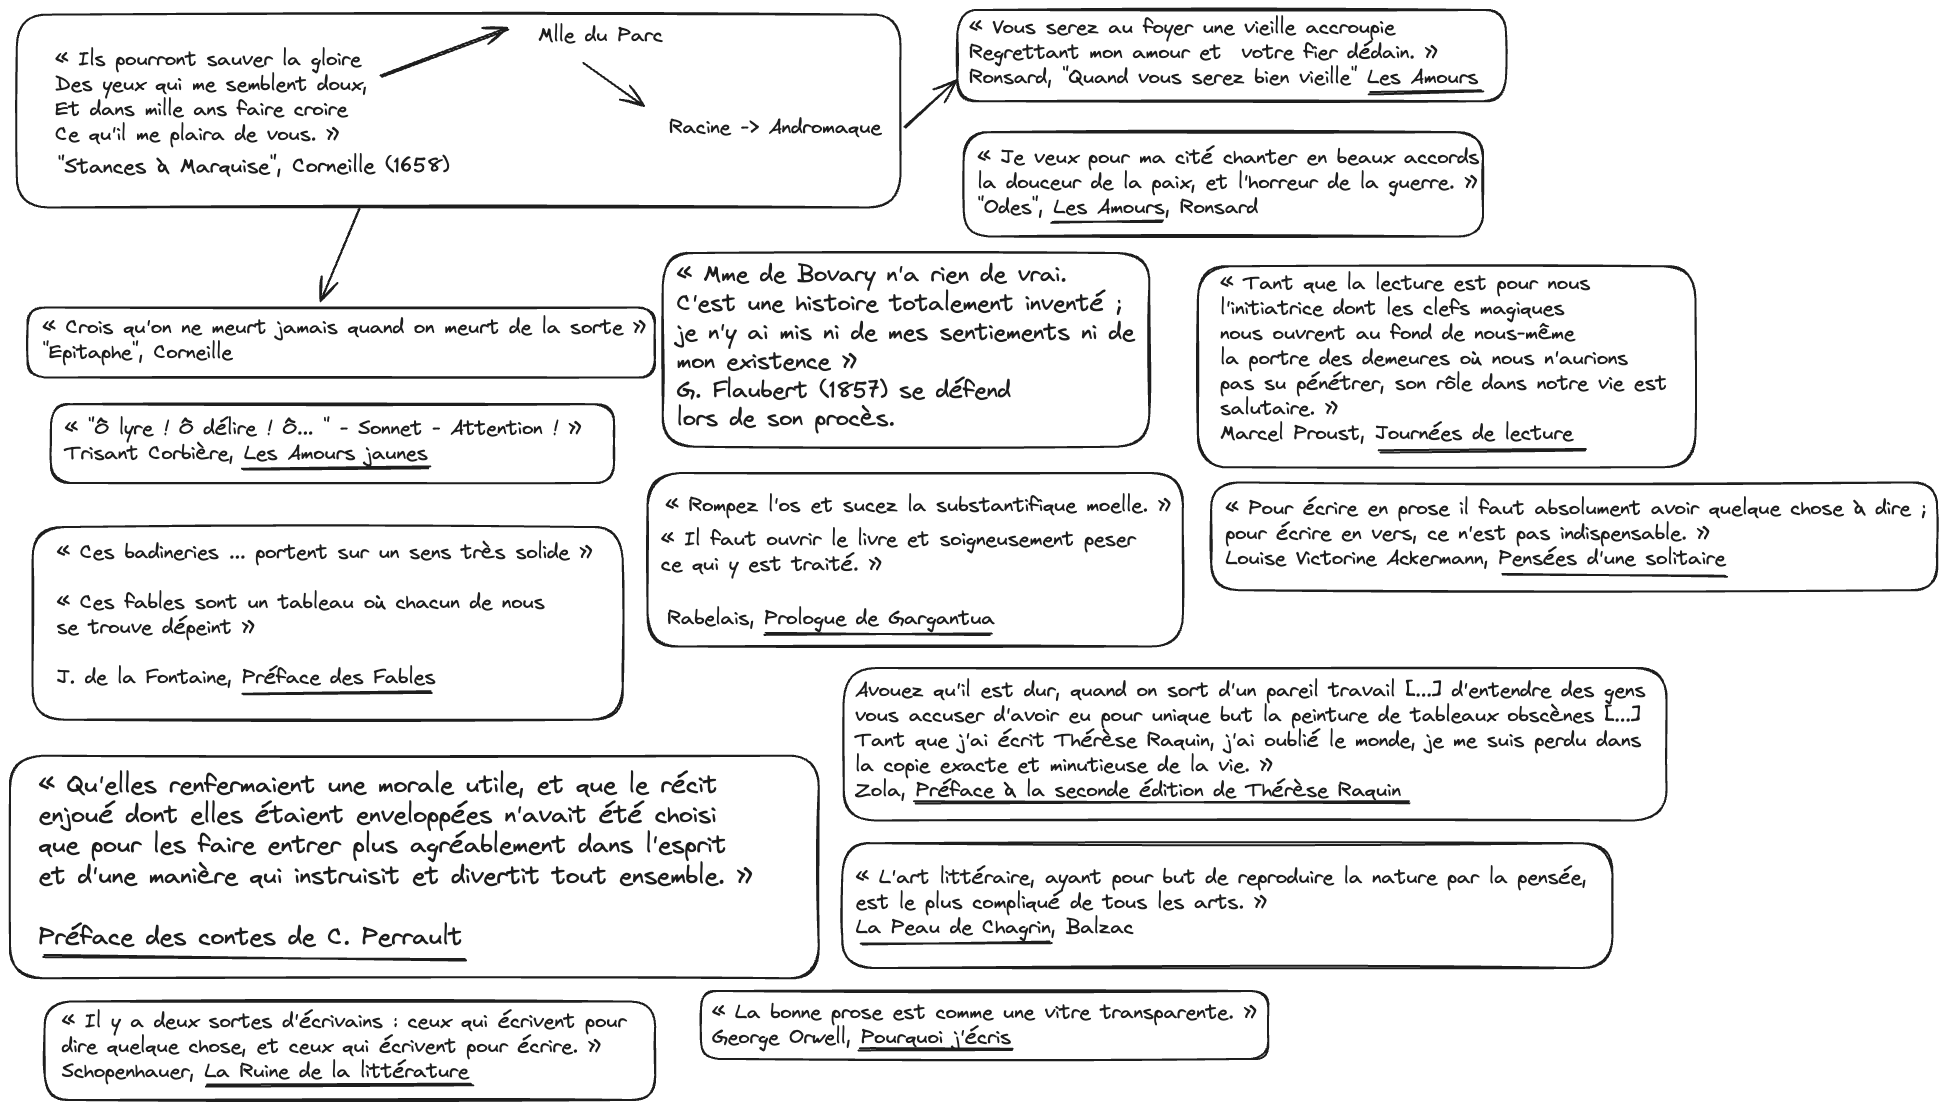 « Ils pourront sauver la gloire
Des yeux qui me semblent doux,
Et dans mille ans faire croire
Ce qu'il me plaira de vous. »
"Stances à Marquise", Corneille (1658)
Mlle du Parc
Racine -> Andromaque
« Vous serez au foyer une vieille accroupie
Regrettant mon amour et votre fier dédain. »
Ronsard, "Quand vous serez bien vieille" Les Amours
« Je veux pour ma cité chanter en beaux accords
la douceur de la paix, et l'horreur de la guerre. »
"Odes", Les Amours, Ronsard
« Crois qu'on ne meurt jamais quand on meurt de la sorte »
"Epitaphe", Corneille
« Mme de Bovary n'a rien de vrai.
C'est une histoire totalement inventé ;
je n'y ai mis ni de mes sentiements ni de
mon existence »
G. Flaubert (1857) se défend
lors de son procès.
« Tant que la lecture est pour nous
l'initiatrice dont les clefs magiques
nous ouvrent au fond de nous-même
la portre des demeures où nous n'aurions
pas su pénétrer, son rôle dans notre vie est
salutaire. »
Marcel Proust, Journées de lecture
« "Ô lyre ! Ô délire ! Ô... " - Sonnet - Attention ! »
Trisant Corbière, Les Amours jaunes
« Rompez l'os et sucez la substantifique moelle. »
« Il faut ouvrir le livre et soigneusement peser
ce qui y est traité. »
Rabelais, Prologue de Gargantua
« Pour écrire en prose il faut absolument avoir quelque chose à dire ;
pour écrire en vers, ce n'est pas indispensable. »
Louise Victorine Ackermann, Pensées d'une solitaire
« Ces badineries ... portent sur un sens très solide »
« Ces fables sont un tableau où chacun de nous
se trouve dépeint »
J. de la Fontaine, Préface des Fables
Avouez qu'il est dur, quand on sort d'un pareil travail [...] d'entendre des gens
vous accuser d'avoir eu pour unique but la peinture de tableaux obscènes [...]
Tant que j'ai écrit Thérèse Raquin, j'ai oublié le monde, je me suis perdu dans
la copie exacte et minutieuse de la vie. »
Zola, Préface à la seconde édition de Thérèse Raquin
« Qu'elles renfermaient une morale utile, et que le récit
enjoué dont elles étaient enveloppées n'avait été choisi
que pour les faire entrer plus agréablement dans l'esprit
et d'une manière qui instruisit et divertit tout ensemble. »
Préface des contes de C. Perrault
« L'art littéraire, ayant pour but de reproduire la nature par la pensée,
est le plus compliqué de tous les arts. »
La Peau de Chagrin, Balzac
« Il y a deux sortes d'écrivains : ceux qui écrivent pour
dire quelque chose, et ceux qui écrivent pour écrire. »
Schopenhauer, La Ruine de la littérature
« La bonne prose est comme une vitre transparente. »
George Orwell, Pourquoi j'écris